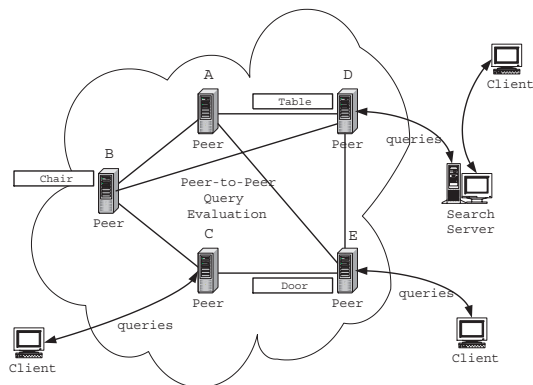 A
D
Client
Table
Peer
Peer
queries
B
Chair
Peer
Peer-to-Peer
Query
Evaluation
Search
Server
C
E
Door
Peer
Peer
queries
queries
Client
Client